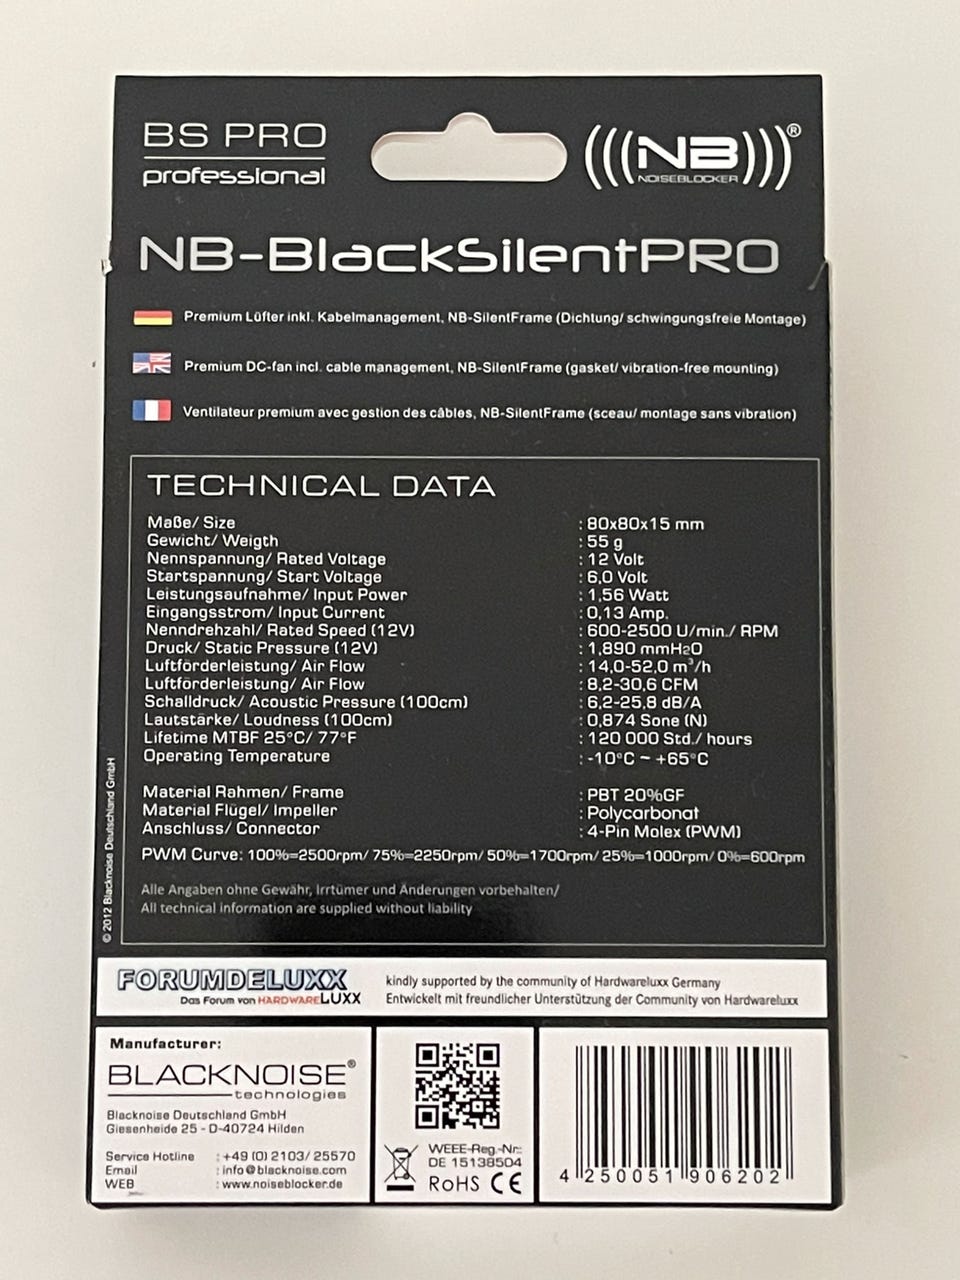 BS PRO
professional
(((NB)))®
NOISEBLOCKER
NB-BlackSilentPRO
Premium Lüfter inkl. Kabelmanagement, NB-SilentFrame (Dichtung/ schwingungsfreie Montage)
Premium DC-fan incl. cable management, NB-SilentFrame (gasket/ vibration-free mounting)
Ventilateur premium avec gestion des câbles, NB-SilentFrame (sceau/ montage sans vibration)
TECHNICAL DATA
Maße/ Size : 80x80x15 mm
Gewicht/ Weigth : 55 g
Nennspannung/ Rated Voltage : 12 Volt
Startspannung/ Start Voltage : 6,0 Volt
Leistungsaufnahme/ Input Power : 1,56 Watt
Eingangsstrom/ Input Current : 0,13 Amp.
Nenndrehzahl/ Rated Speed (12V) : 600-2500 U/min./ RPM
Druck/ Static Pressure (12V) : 1,890 mmH2O
Luftförderleistung/ Air Flow : 14,0-52,0 m³/h
Luftförderleistung/ Air Flow : 8,2-30,6 CFM
Schalldruck/ Acoustic Pressure (100cm) : 6,2-25,8 dB/A
Lautstärke/ Loudness (100cm) : 0,874 Sone (N)
Lifetime MTBF 25°C/ 77°F : 120 000 Std./ hours
Operating Temperature : -10°C ~ +65°C
Material Rahmen/ Frame : PBT 20%GF
Material Flügel/ Impeller : Polycarbonat
Anschluss/ Connector : 4-Pin Molex (PWM)
PWM Curve: 100%=2500rpm/ 75%=2250rpm/ 50%=1700rpm/ 25%=1000rpm/ 0%=600rpm
Alle Angaben ohne Gewähr, Irrtümer und Änderungen vorbehalten/
All technical information are supplied without liability
© 2012 Blacknoise Deutschland GmbH
FORUMDELUXX
Das Forum von HARDWARELUXX
kindly supported by the community of Hardwareluxx Germany
Entwickelt mit freundlicher Unterstützung der Community von Hardwareluxx
Manufacturer:
BLACKNOISE®
technologies
Blacknoise Deutschland GmbH
Giesenheide 25 - D-40724 Hilden
Service Hotline : +49 (0) 2103/ 25570
Email : info@blacknoise.com
WEB : www.noiseblocker.de
WEEE-Reg.-Nr.:
DE 15138504
RoHS CE
4 250051 906202